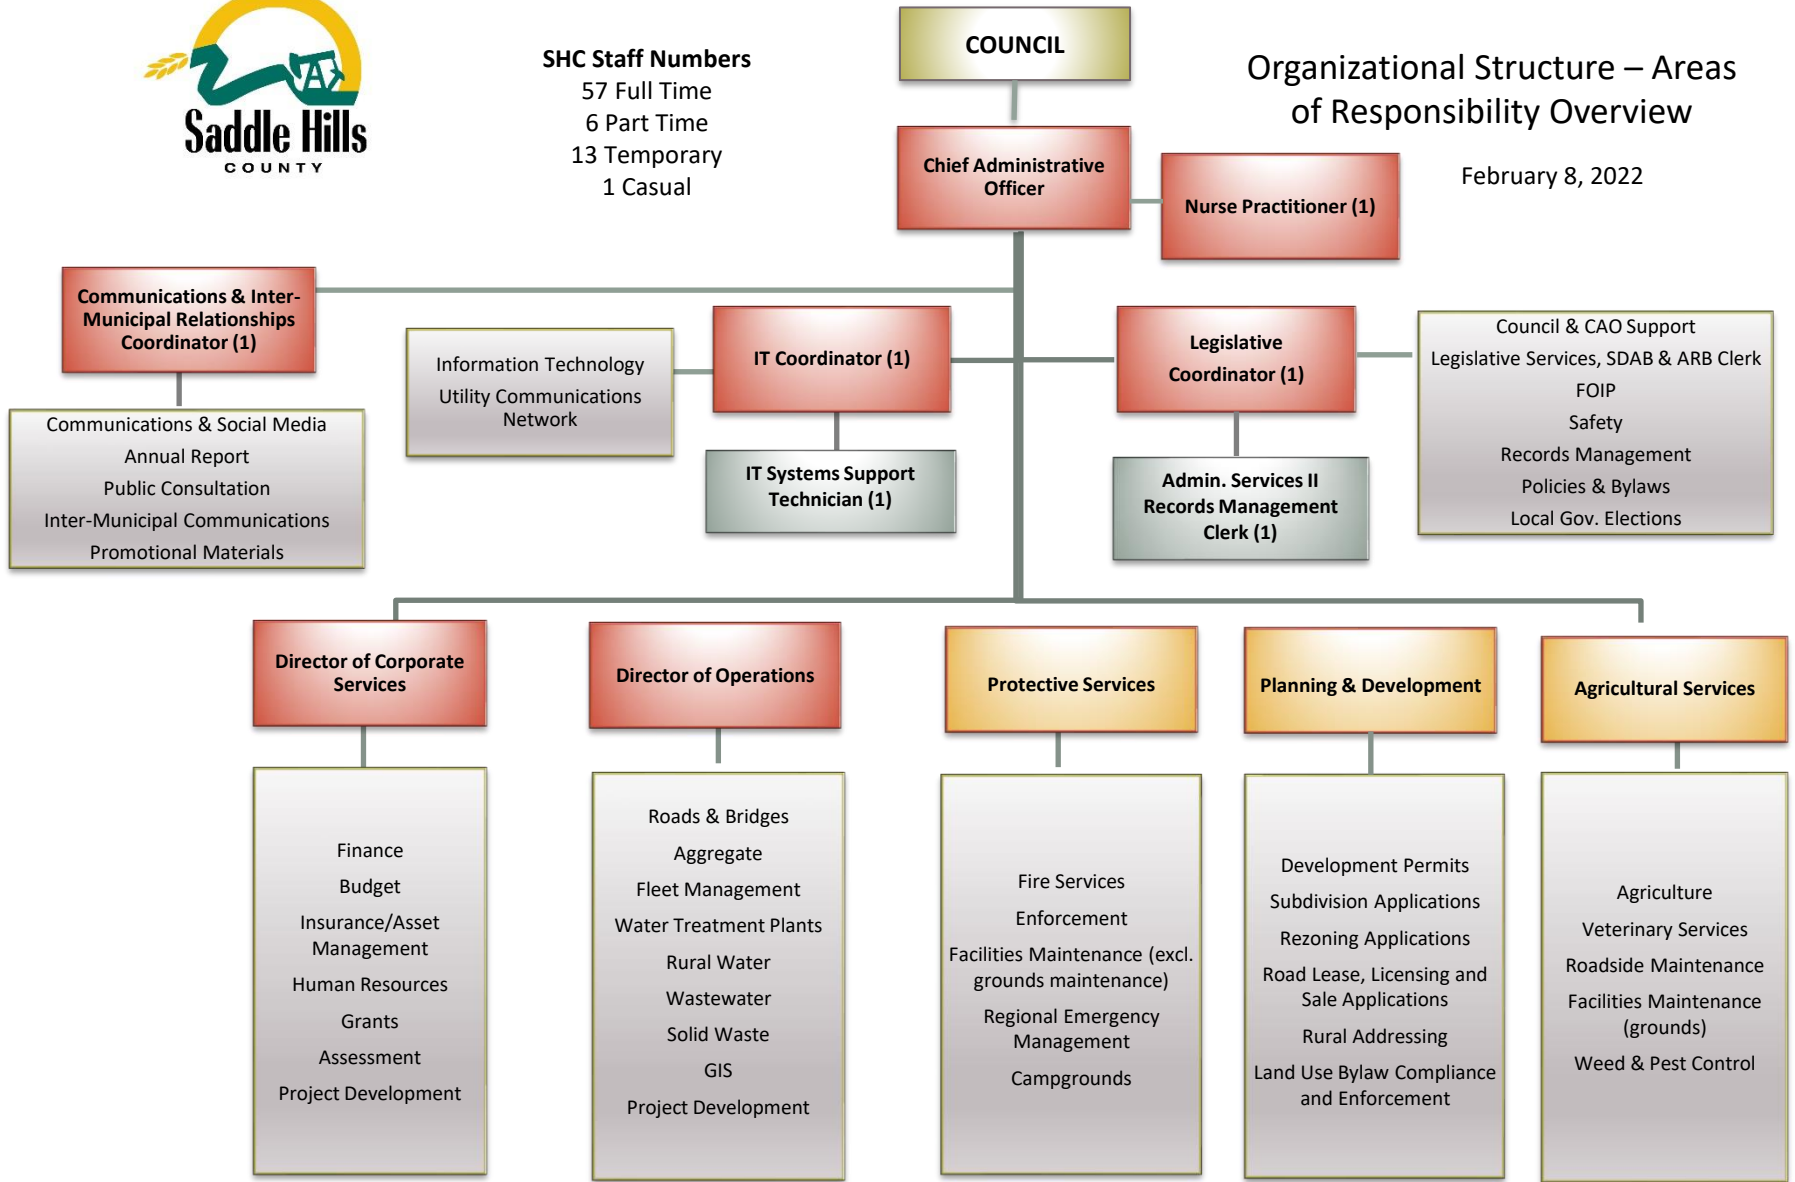 Saddle Hills
COUNTY
SHC Staff Numbers
57 Full Time
6 Part Time
13 Temporary
1 Casual
COUNCIL
Organizational Structure – Areas
of Responsibility Overview
February 8, 2022
Chief Administrative
Officer
Nurse Practitioner (1)
Communications & Inter-
Municipal Relationships
Coordinator (1)
Communications & Social Media
Annual Report
Public Consultation
Inter-Municipal Communications
Promotional Materials
Information Technology
Utility Communications
Network
IT Coordinator (1)
IT Systems Support
Technician (1)
Legislative
Coordinator (1)
Admin. Services II
Records Management
Clerk (1)
Council & CAO Support
Legislative Services, SDAB & ARB Clerk
FOIP
Safety
Records Management
Policies & Bylaws
Local Gov. Elections
Director of Corporate
Services
Finance
Budget
Insurance/Asset
Management
Human Resources
Grants
Assessment
Project Development
Director of Operations
Roads & Bridges
Aggregate
Fleet Management
Water Treatment Plants
Rural Water
Wastewater
Solid Waste
GIS
Project Development
Protective Services
Fire Services
Enforcement
Facilities Maintenance (excl.
grounds maintenance)
Regional Emergency
Management
Campgrounds
Planning & Development
Development Permits
Subdivision Applications
Rezoning Applications
Road Lease, Licensing and
Sale Applications
Rural Addressing
Land Use Bylaw Compliance
and Enforcement
Agricultural Services
Agriculture
Veterinary Services
Roadside Maintenance
Facilities Maintenance
(grounds)
Weed & Pest Control